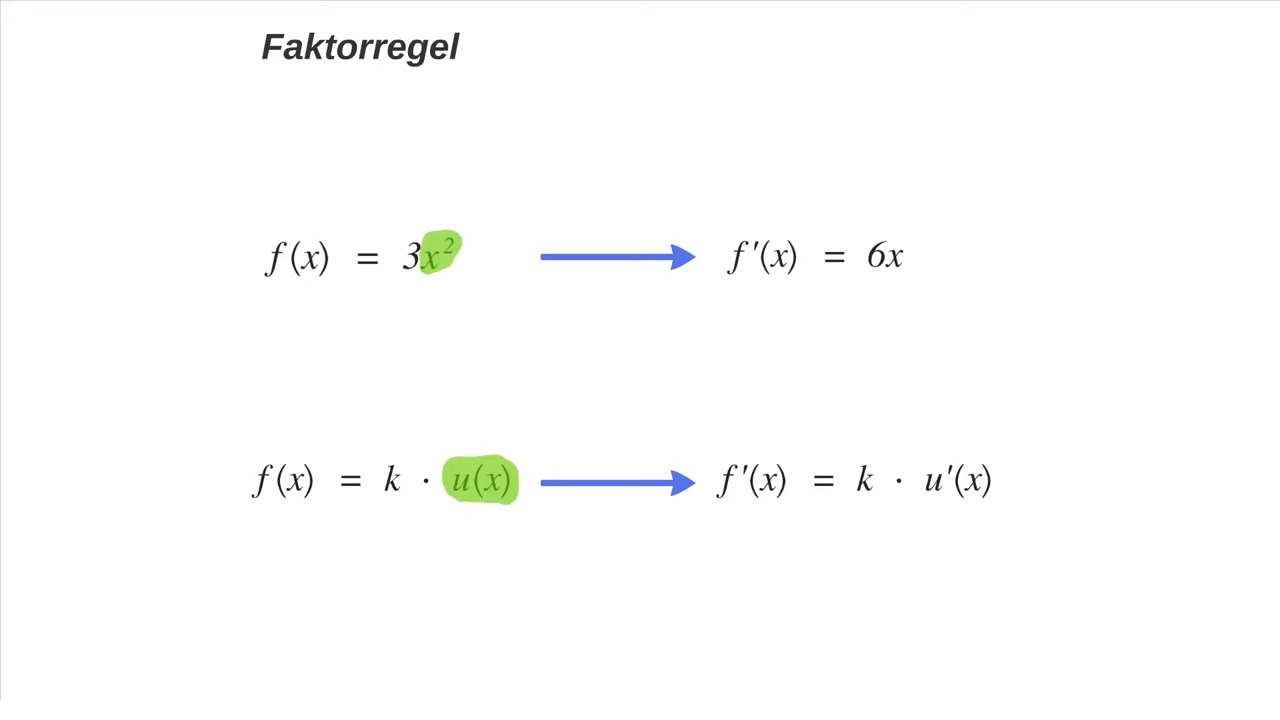 Faktorregel
f(x) = 3x² f'(x) = 6x
f(x) = k · u(x) f'(x) = k · u'(x)